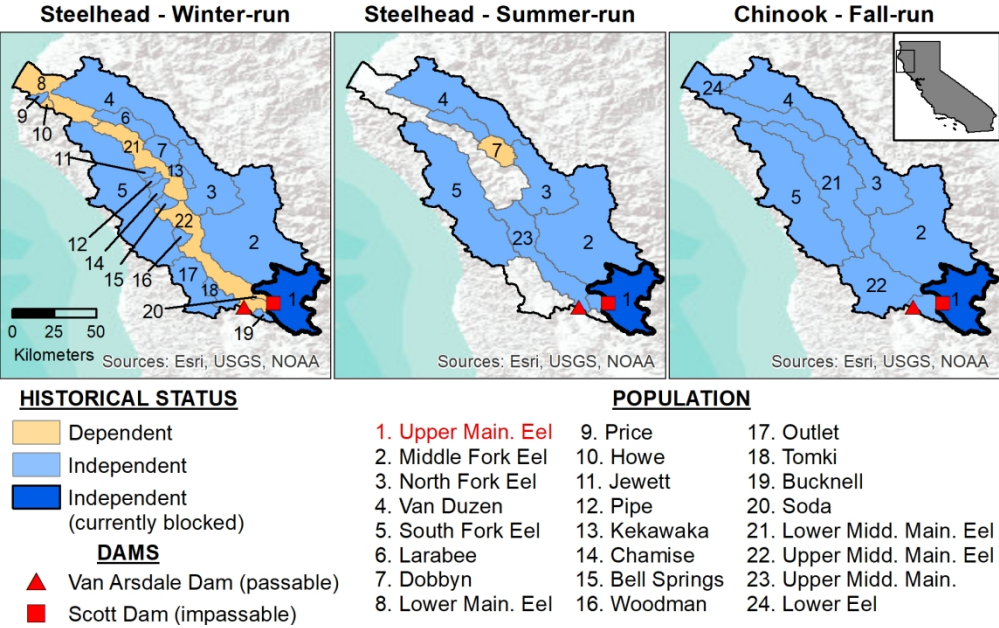 Steelhead - Winter-run
Steelhead - Summer-run
Chinook - Fall-run
8
9
10
4
6
21
7
11
13
5
3
12
14
15
22
2
16
17
18
20
1
19
0 25 50
Kilometers
Sources: Esri, USGS, NOAA
4
7
5
3
23
2
1
Sources: Esri, USGS, NOAA
24
4
21
3
5
2
22
1
Sources: Esri, USGS, NOAA
HISTORICAL STATUS
Dependent
Independent
Independent
(currently blocked)
DAMS
Van Arsdale Dam (passable)
Scott Dam (impassable)
POPULATION
1. Upper Main. Eel
2. Middle Fork Eel
3. North Fork Eel
4. Van Duzen
5. South Fork Eel
6. Larabee
7. Dobbyn
8. Lower Main. Eel
9. Price
10. Howe
11. Jewett
12. Pipe
13. Kekawaka
14. Chamise
15. Bell Springs
16. Woodman
17. Outlet
18. Tomki
19. Bucknell
20. Soda
21. Lower Midd. Main. Eel
22. Upper Midd. Main. Eel
23. Upper Midd. Main.
24. Lower Eel